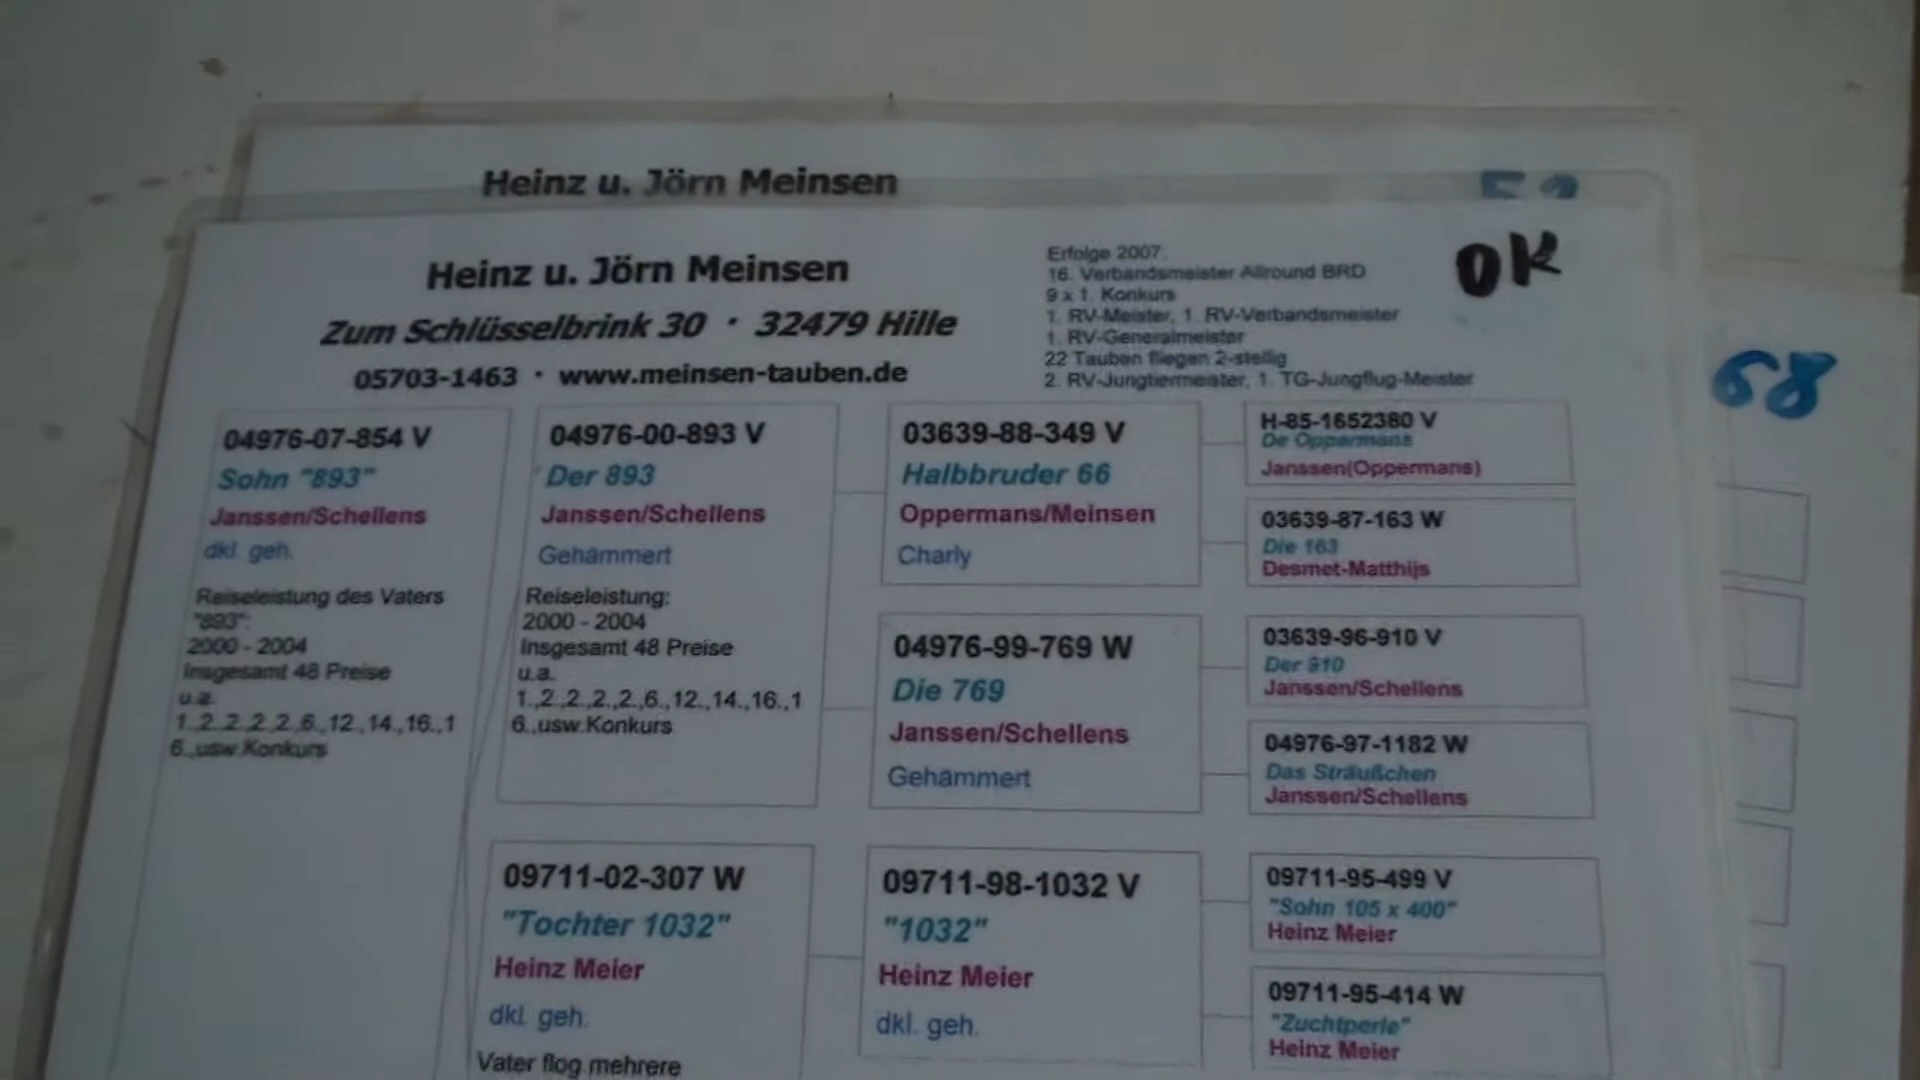 Heinz u. Jörn Meinsen
Heinz u. Jörn Meinsen
Zum Schlüsselbrink 30 · 32479 Hille
05703-1463 · www.meinsen-tauben.de
Erfolge 2007:
16. Verbandsmeister Allround BRD
9 x 1. Konkurs
1. RV-Meister, 1. RV-Verbandsmeister
1. RV-Generalmeister
22 Tauben fliegen 2-stellig
2. RV-Jungtiermeister, 1. TG-Jungflug-Meister
OK
68
04976-07-854 V
Sohn "893"
Janssen/Schellens
dkl. geh.
Reiseleistung des Vaters
"893":
2000 - 2004
Insgesamt 48 Preise
u.a.
1.,2.,2.,2.,2.,6.,12.,14.,16.,1
6.,usw.Konkurs
04976-00-893 V
Der 893
Janssen/Schellens
Gehämmert
Reiseleistung:
2000 - 2004
Insgesamt 48 Preise
u.a.
1.,2.,2.,2.,2.,6.,12.,14.,16.,1
6.,usw.Konkurs
09711-02-307 W
"Tochter 1032"
Heinz Meier
dkl. geh.
Vater flog mehrere
03639-88-349 V
Halbbruder 66
Oppermans/Meinsen
Charly
04976-99-769 W
Die 769
Janssen/Schellens
Gehämmert
09711-98-1032 V
"1032"
Heinz Meier
dkl. geh.
H-85-1652380 V
De Oppermans
Janssen(Oppermans)
03639-87-163 W
Die 163
Desmet-Matthijs
03639-96-910 V
Der 910
Janssen/Schellens
04976-97-1182 W
Das Sträußchen
Janssen/Schellens
09711-95-499 V
"Sohn 105 x 400"
Heinz Meier
09711-95-414 W
"Zuchtperle"
Heinz Meier